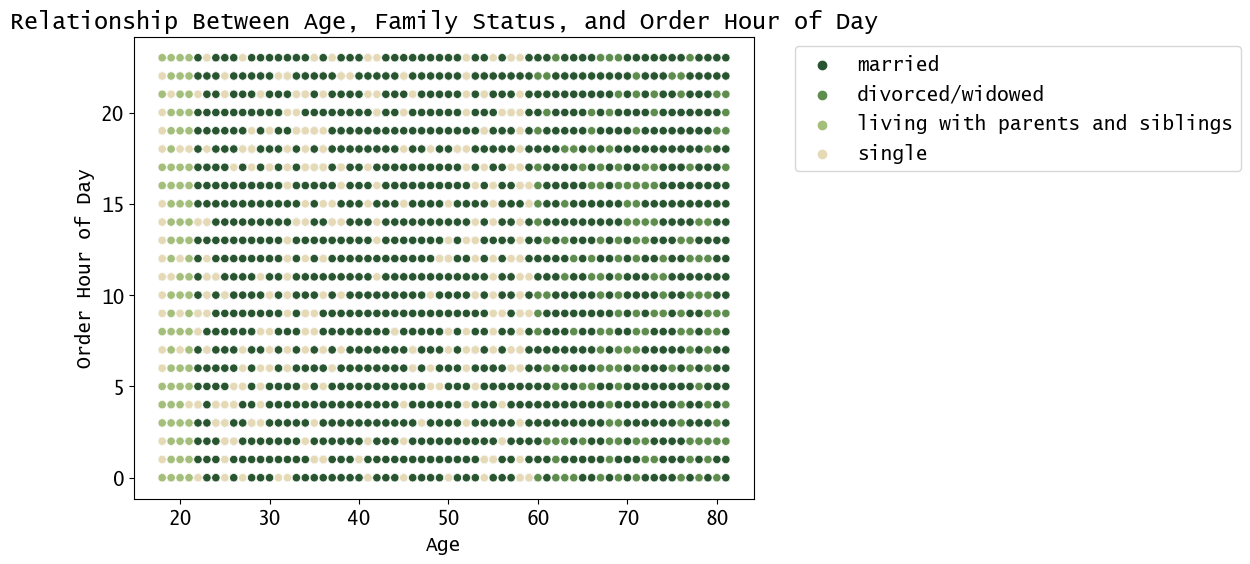 Relationship Between Age, Family Status, and Order Hour of Day
married
divorced/widowed
living with parents and siblings
single
Order Hour of Day
20
15
10
5
0
20 30 40 50 60 70 80
Age